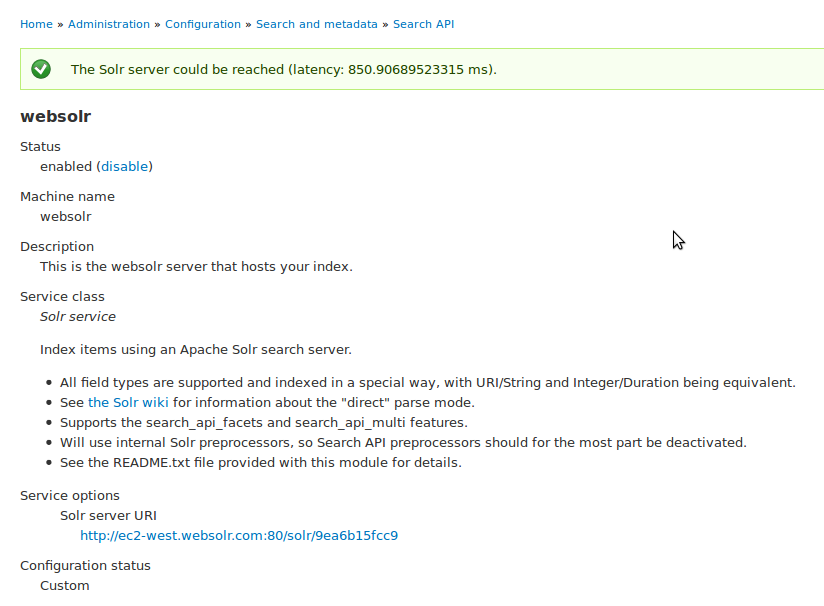 Home » Administration » Configuration » Search and metadata » Search API
The Solr server could be reached (latency: 850.90689523315 ms).
websolr
Status
enabled (disable)
Machine name
websolr
Description
This is the websolr server that hosts your index.
Service class
Solr service
Index items using an Apache Solr search server.
• All field types are supported and indexed in a special way, with URI/String and Integer/Duration being equivalent.
• See the Solr wiki for information about the "direct" parse mode.
• Supports the search_api_facets and search_api_multi features.
• Will use internal Solr preprocessors, so Search API preprocessors should for the most part be deactivated.
• See the README.txt file provided with this module for details.
Service options
Solr server URI
http://ec2-west.websolr.com:80/solr/9ea6b15fcc9
Configuration status
Custom